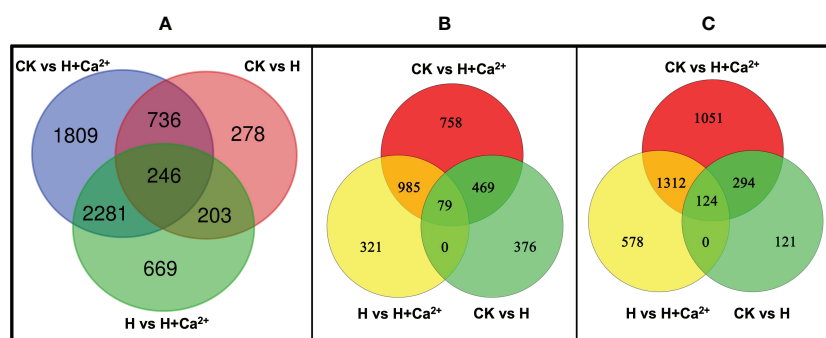 A B C
CK vs H+Ca²⁺ CK vs H
1809 736 278
246
2281 203
669
H vs H+Ca²⁺
CK vs H+Ca²⁺
758
985 469
79
321 0 376
H vs H+Ca²⁺ CK vs H
CK vs H+Ca²⁺
1051
1312 294
124
578 0 121
H vs H+Ca²⁺ CK vs H